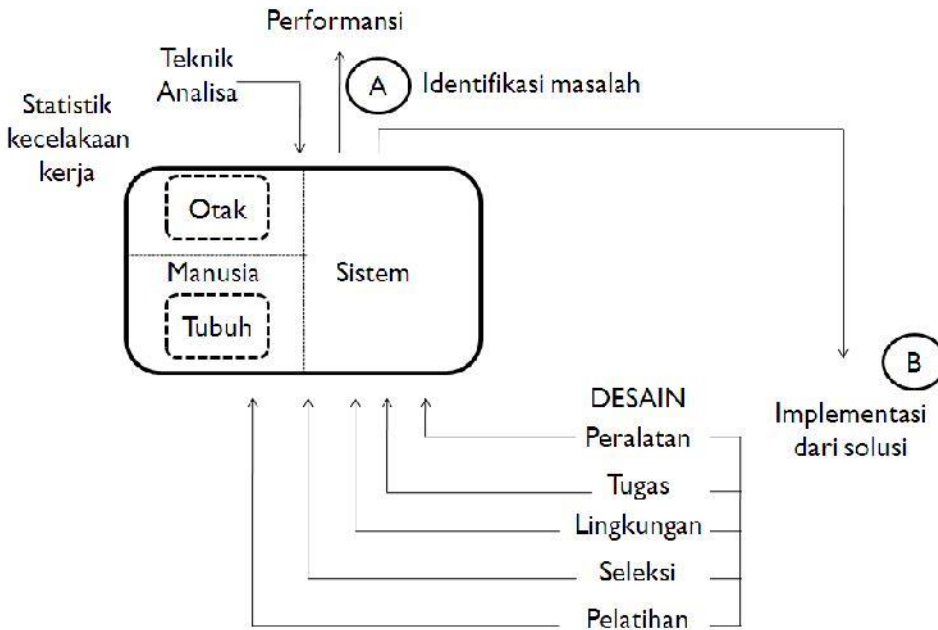 Performansi
Teknik
Analisa
A
Identifikasi masalah
Statistik
kecelakaan
kerja
Otak
Manusia
Sistem
Tubuh
B
Implementasi
dari solusi
DESAIN
Peralatan
Tugas
Lingkungan
Seleksi
Pelatihan